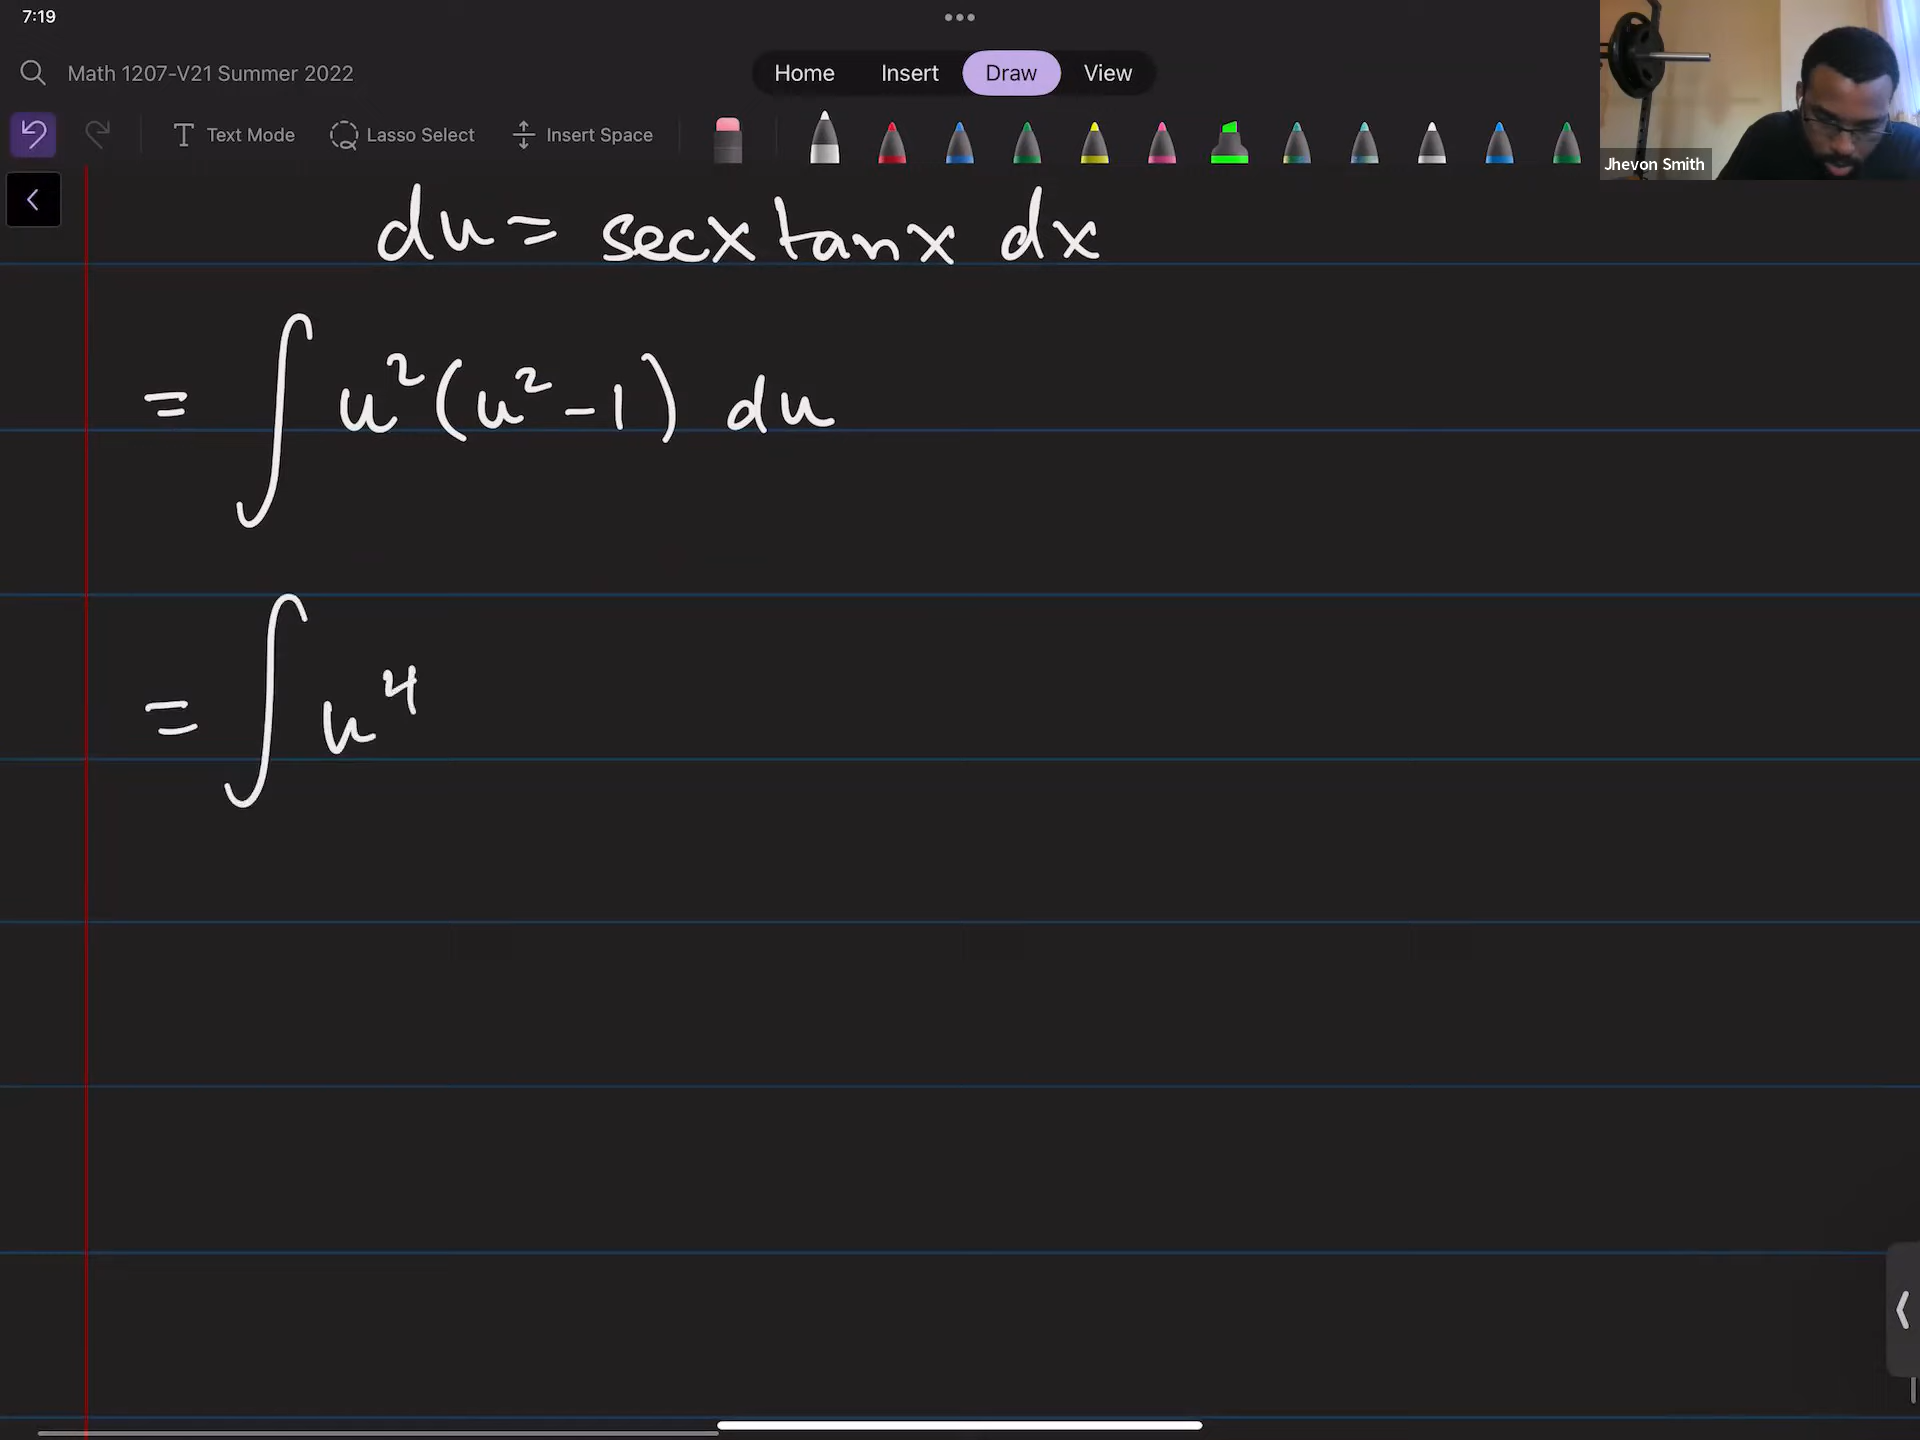 7:19
Math 1207-V21 Summer 2022
Home Insert Draw View
Text Mode Lasso Select Insert Space
Jhevon Smith
du = secx tanx dx
= ∫ u²(u²-1) du
= ∫ u⁴